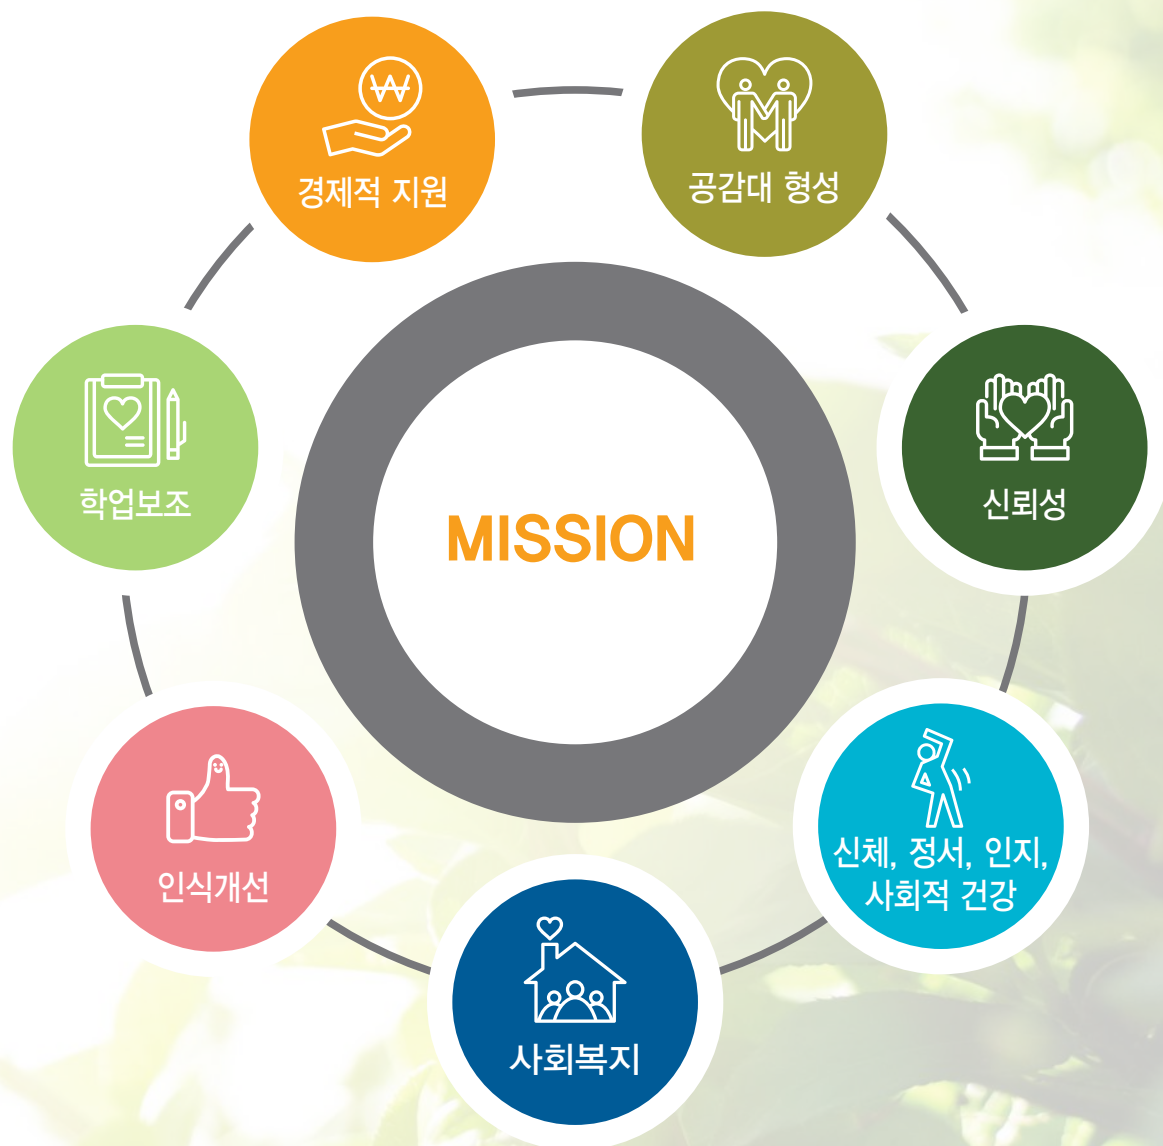 경제적 지원
공감대 형성
학업보조
신뢰성
MISSION
인식개선
신체, 정서, 인지,
사회적 건강
사회복지